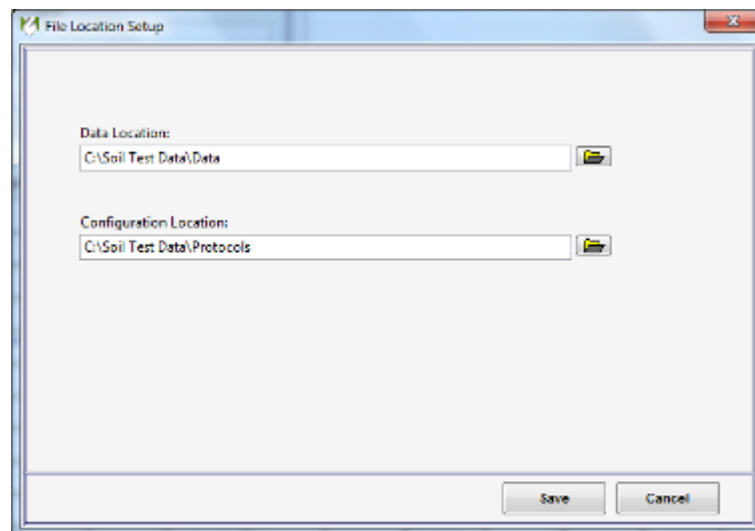 File Location Setup
Data Location:
C:\Soil Test Data\Data
Configuration Location:
C:\Soil Test Data\Protocols
Save Cancel